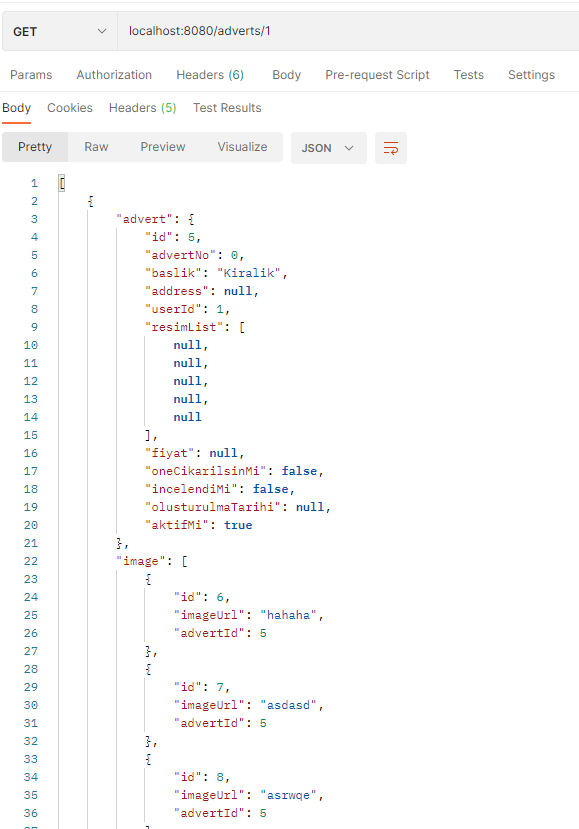 GET localhost:8080/adverts/1
Params Authorization Headers (6) Body Pre-request Script Tests Settings
Body Cookies Headers (5) Test Results
Pretty Raw Preview Visualize JSON
1 [
2 {
3 "advert": {
4 "id": 5,
5 "advertNo": 0,
6 "baslik": "Kiralik",
7 "address": null,
8 "userId": 1,
9 "resimList": [
10 null,
11 null,
12 null,
13 null,
14 null
15 ],
16 "fiyat": null,
17 "oneCikarilsinMi": false,
18 "incelendiMi": false,
19 "olusturulmaTarihi": null,
20 "aktifMi": true
21 },
22 "image": [
23 {
24 "id": 6,
25 "imageUrl": "hahaha",
26 "advertId": 5
27 },
28 {
29 "id": 7,
30 "imageUrl": "asdasd",
31 "advertId": 5
32 },
33 {
34 "id": 8,
35 "imageUrl": "asrwqe",
36 "advertId": 5